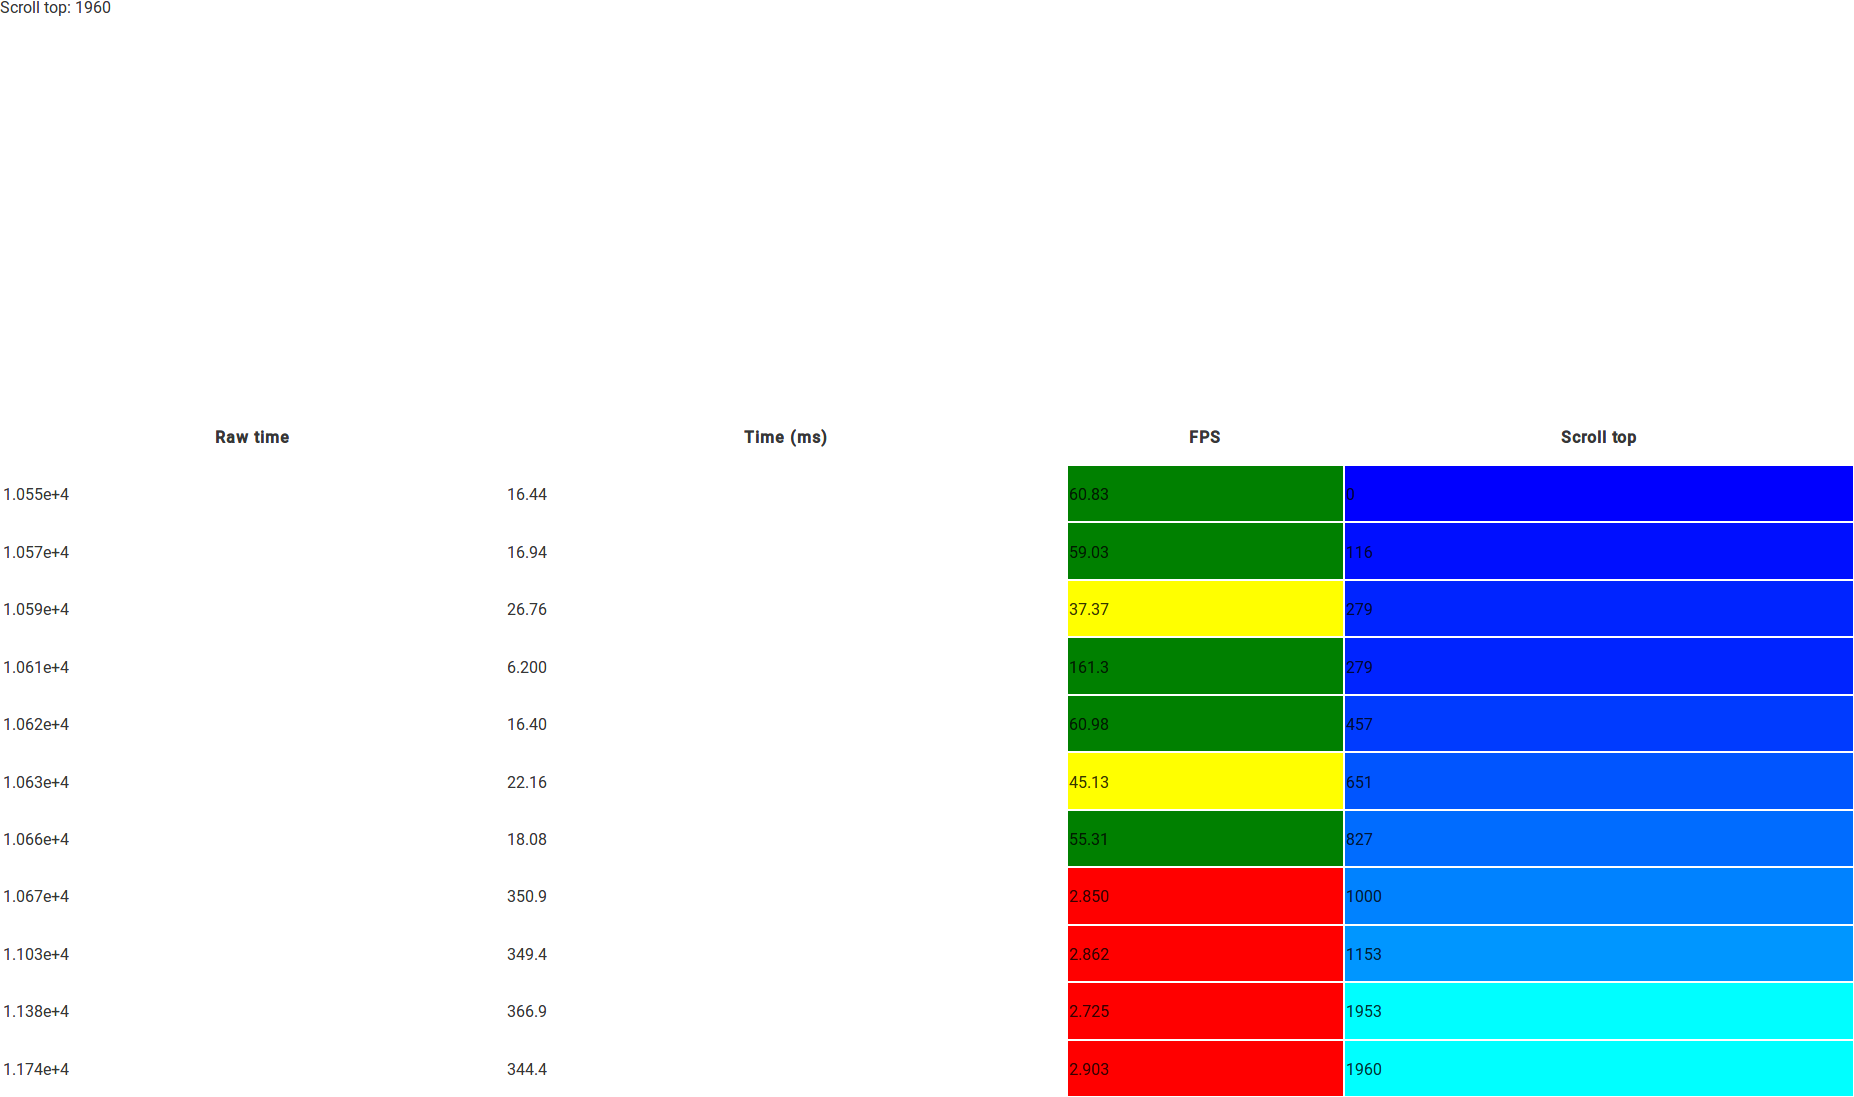 Scroll top: 1960
Raw time Time (ms) FPS Scroll top
1.055e+4 16.44 60.83 0
1.057e+4 16.94 59.03 116
1.059e+4 26.76 37.37 279
1.061e+4 6.200 161.3 279
1.062e+4 16.40 60.98 457
1.063e+4 22.16 45.13 651
1.066e+4 18.08 55.31 827
1.067e+4 350.9 2.850 1000
1.103e+4 349.4 2.862 1153
1.138e+4 366.9 2.725 1953
1.174e+4 344.4 2.903 1960